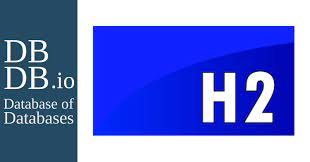 DB
DB.io
Database of
Databases
H2